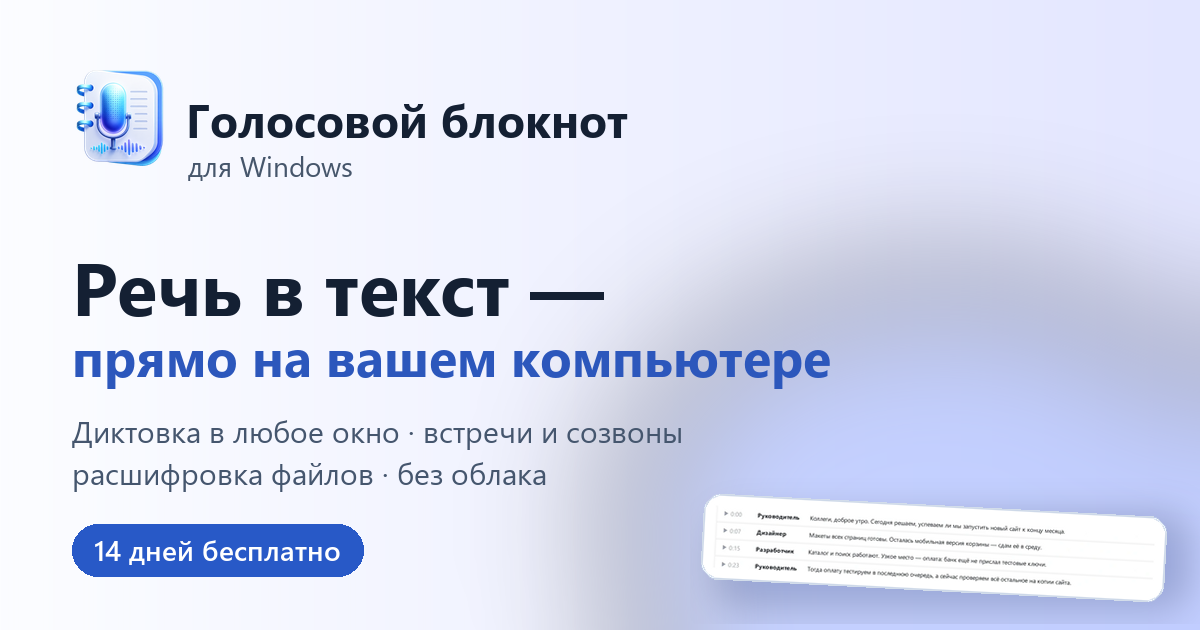 Голосовой блокнот
для Windows
Речь в текст —
прямо на вашем компьютере
Диктовка в любое окно · встречи и созвоны
расшифровка файлов · без облака
14 дней бесплатно
0:00 Руководитель Коллеги, доброе утро. Сегодня решаем, успеваем ли мы запустить новый сайт к концу месяца.
0:07 Дизайнер Макеты всех страниц готовы. Осталась мобильная версия корзины — сдам её в среду.
0:15 Разработчик Каталог и поиск работают. Узкое место — оплата: банк ещё не прислал тестовые ключи.
0:23 Руководитель Тогда оплату тестируем в последнюю очередь, а сейчас проверяем всё остальное на копии сайта.